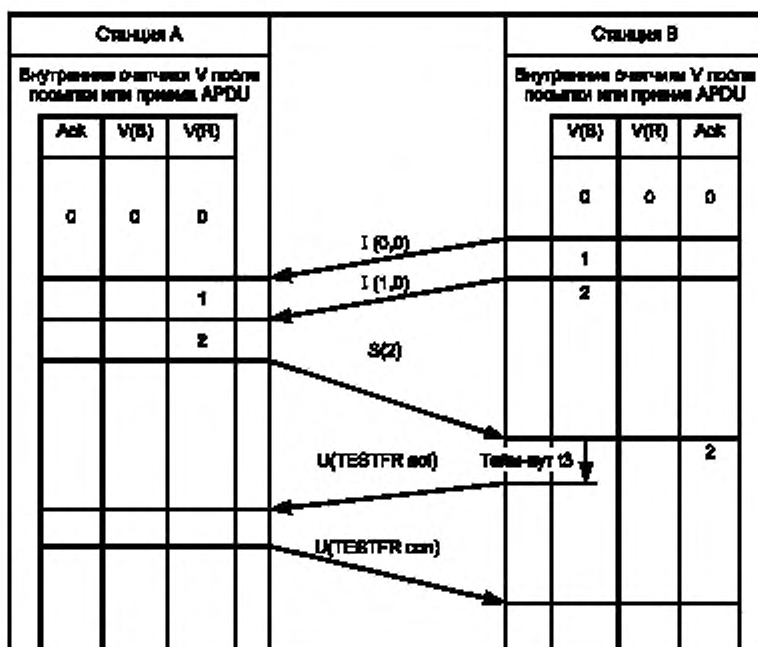 Станция A
Станция B
Внутренние счетчики V после
посылки или приема APDU
Внутренние счетчики V после
посылки или приема APDU
Ack V(S) V(R)
V(S) V(R) Ack
0 0 0
0 0 0
I (0,0)
1
I (1,0)
1
2
2
S(2)
2
U(TESTFR act)
Тайм-аут t3
U(TESTFR con)